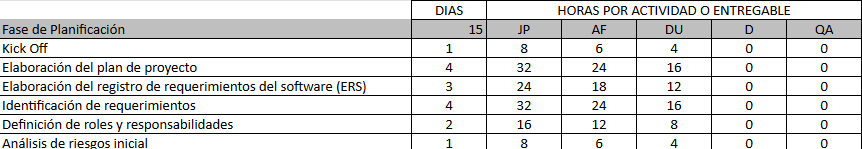 DIAS HORAS POR ACTIVIDAD O ENTREGABLE
Fase de Planificación 15 JP AF DU D QA
Kick Off 1 8 6 4 0 0
Elaboración del plan de proyecto 4 32 24 16 0 0
Elaboración del registro de requerimientos del software (ERS) 3 24 18 12 0 0
Identificación de requerimientos 4 32 24 16 0 0
Definición de roles y responsabilidades 2 16 12 8 0 0
Análisis de riesgos inicial 1 8 6 4 0 0